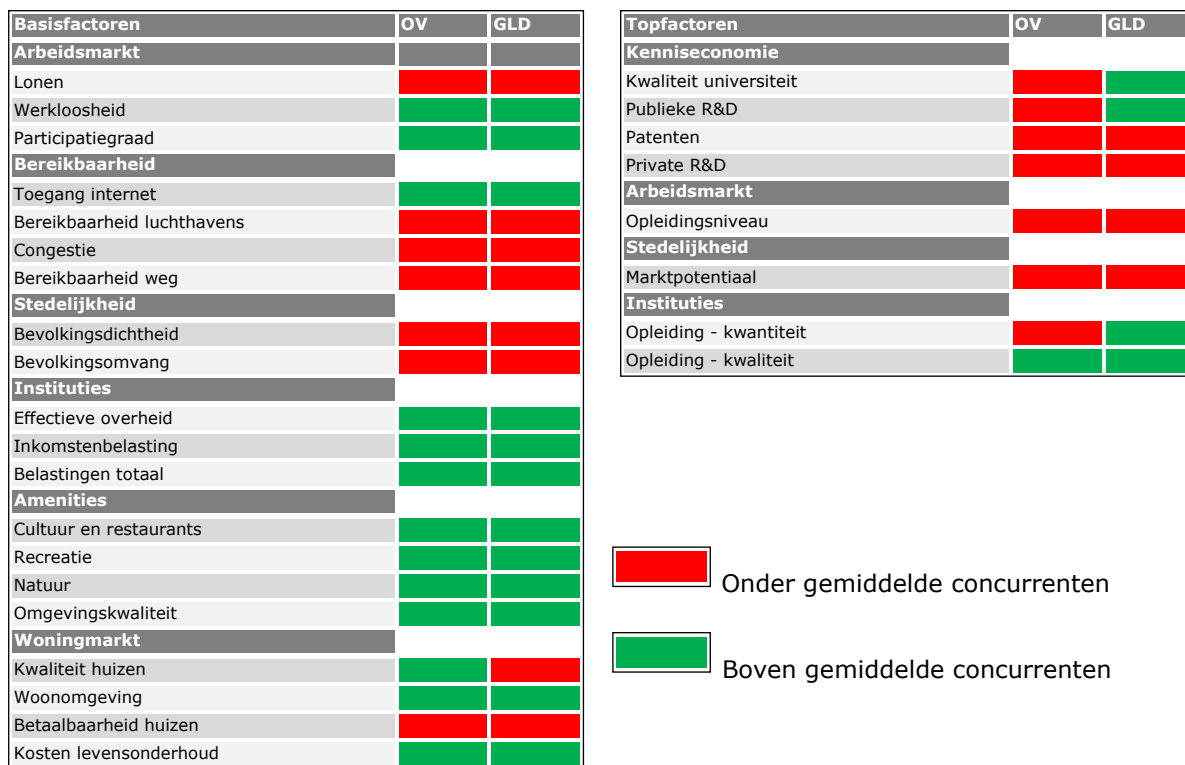 Basisfactoren OV GLD
Arbeidsmarkt
Lonen
Werkloosheid
Participatiegraad
Bereikbaarheid
Toegang internet
Bereikbaarheid luchthavens
Congestie
Bereikbaarheid weg
Stedelijkheid
Bevolkingsdichtheid
Bevolkingsomvang
Instituties
Effectieve overheid
Inkomstenbelasting
Belastingen totaal
Amenities
Cultuur en restaurants
Recreatie
Natuur
Omgevingskwaliteit
Woningmarkt
Kwaliteit huizen
Woonomgeving
Betaalbaarheid huizen
Kosten levensonderhoud
Topfactoren OV GLD
Kenniseconomie
Kwaliteit universiteit
Publieke R&D
Patenten
Private R&D
Arbeidsmarkt
Opleidingsniveau
Stedelijkheid
Marktpotentiaal
Instituties
Opleiding - kwantiteit
Opleiding - kwaliteit
Onder gemiddelde concurrenten
Boven gemiddelde concurrenten